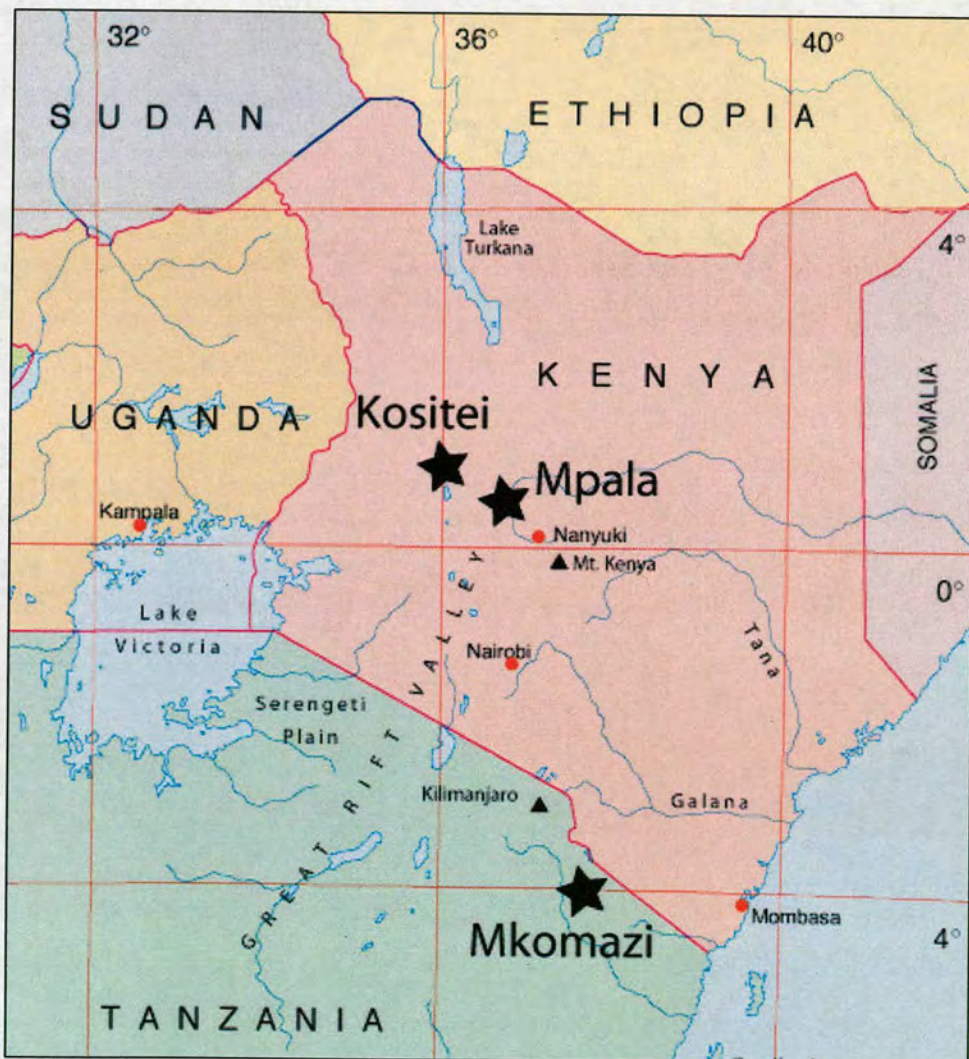 32°
36°
40°
SUDAN
ETHIOPIA
Lake
Turkana
4°
KENYA
UGANDA
Kositei
SOMALIA
Mpala
Kampala
Nanyuki
Mt. Kenya
0°
Lake
Victoria
Nairobi
Tana
Serengeti
Plain
GREAT RIFT VALLEY
Kilimanjaro
Galana
Mkomazi
Mombasa
4°
TANZANIA